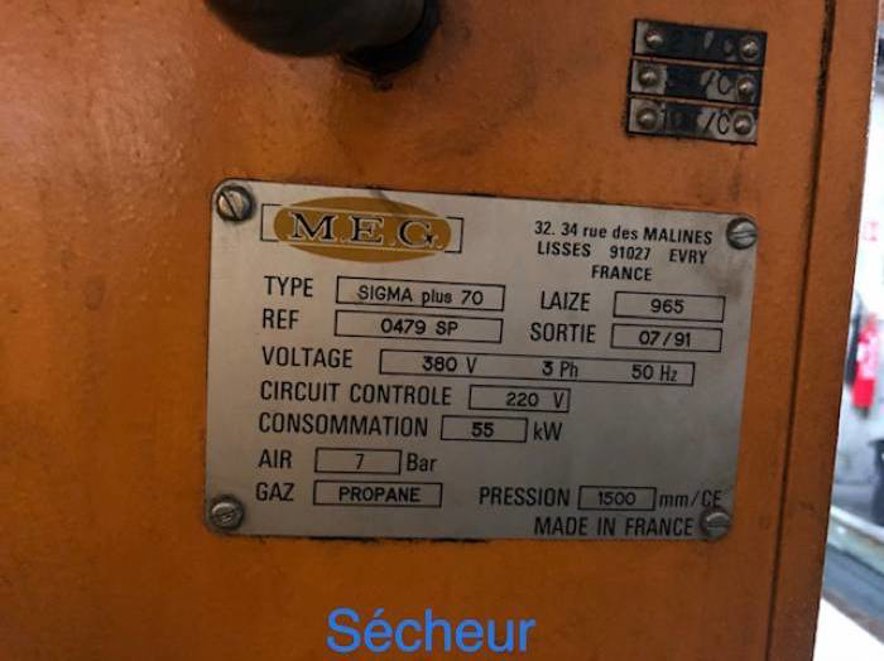 M.E.G.
32. 34 rue des MALINES
LISSES 91027 EVRY
FRANCE
TYPE SIGMA plus 70 LAIZE 965
REF 0479 SP SORTIE 07/91
VOLTAGE 380 V 3 Ph 50 Hz
CIRCUIT CONTROLE 220 V
CONSOMMATION 55 kW
AIR 7 Bar
GAZ PROPANE PRESSION 1500 mm/CE
MADE IN FRANCE
Sécheur